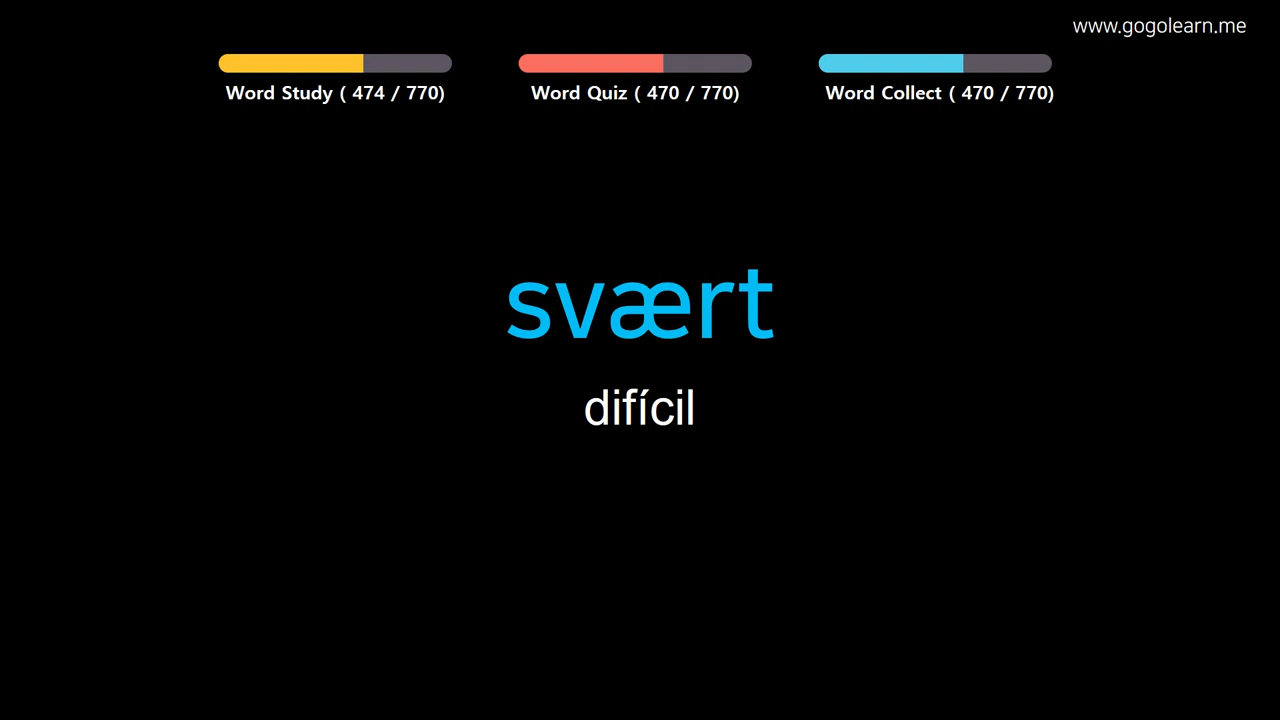 www.gogolearn.me
Word Study ( 474 / 770)
Word Quiz ( 470 / 770)
Word Collect ( 470 / 770)
svært
difícil